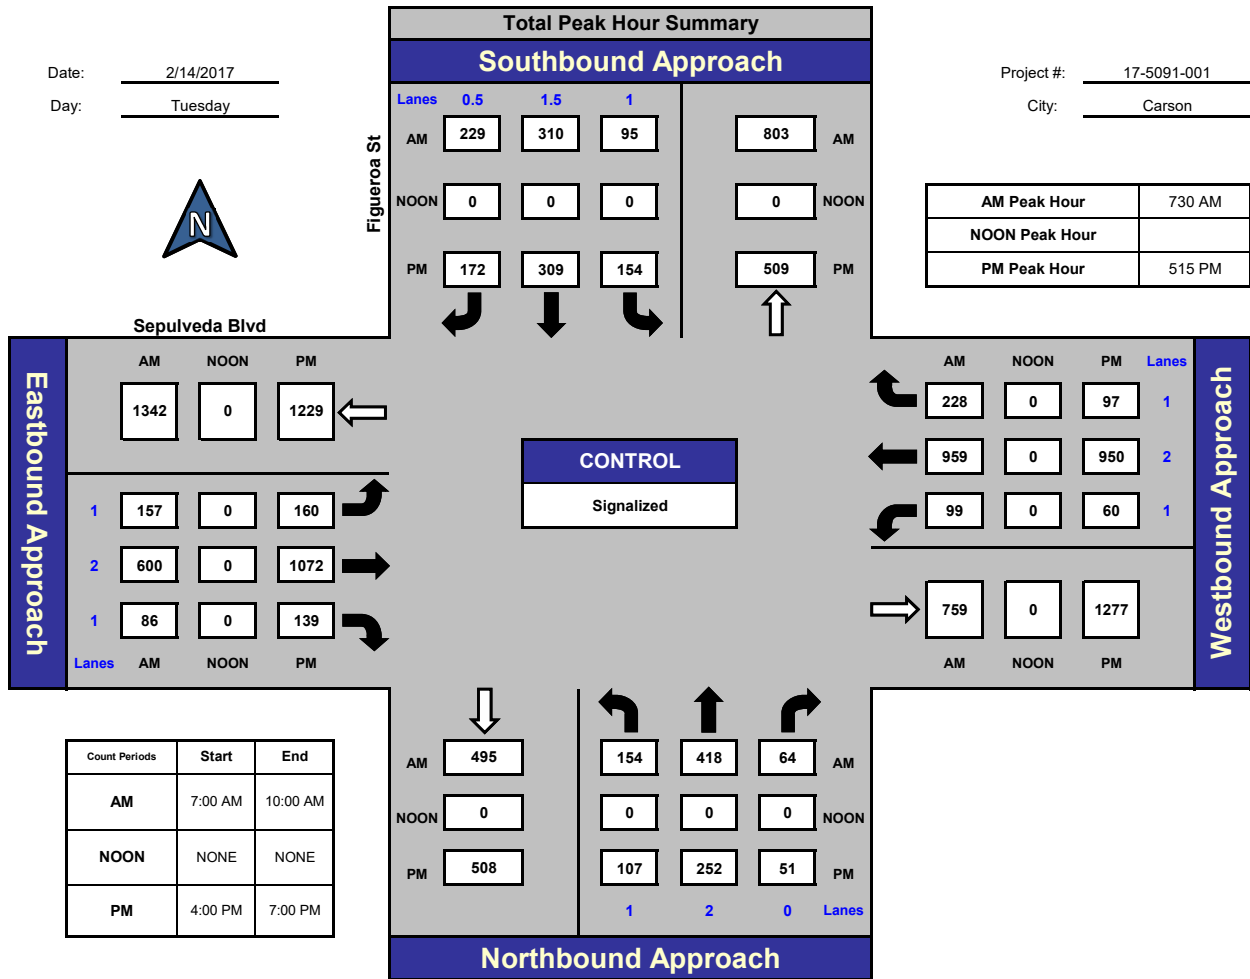 Total Peak Hour Summary
Southbound Approach
Date: 2/14/2017
Day: Tuesday
Project #: 17-5091-001
City: Carson
N
Figueroa St
Lanes 0.5 1.5 1
AM 229 310 95 803 AM
NOON 0 0 0 0 NOON
PM 172 309 154 509 PM
AM Peak Hour 730 AM
NOON Peak Hour
PM Peak Hour 515 PM
Sepulveda Blvd
Eastbound Approach
AM NOON PM
1342 0 1229
1 157 0 160
2 600 0 1072
1 86 0 139
Lanes AM NOON PM
CONTROL
Signalized
AM NOON PM Lanes
228 0 97 1
959 0 950 2
99 0 60 1
759 0 1277
AM NOON PM
Westbound Approach
Count Periods Start End
AM 7:00 AM 10:00 AM
NOON NONE NONE
PM 4:00 PM 7:00 PM
AM 495 154 418 64 AM
NOON 0 0 0 0 NOON
PM 508 107 252 51 PM
1 2 0 Lanes
Northbound Approach